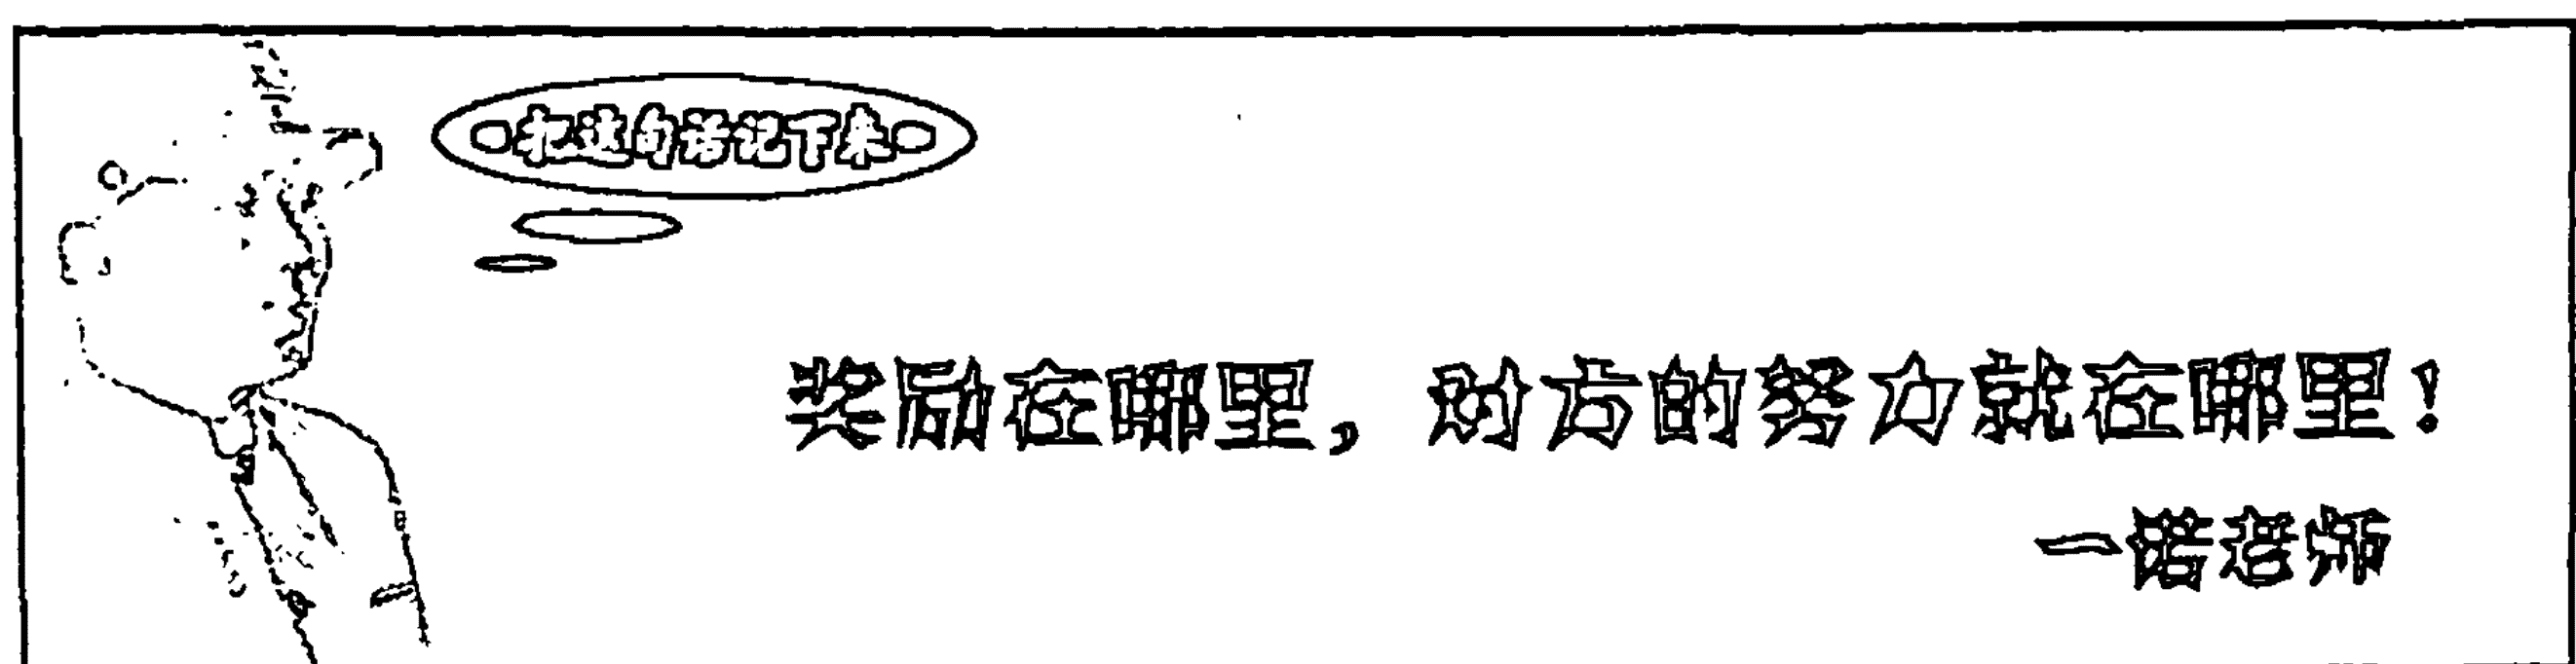 把这句话记下来
奖励在哪里，对方的努力就在哪里！
一诺老师